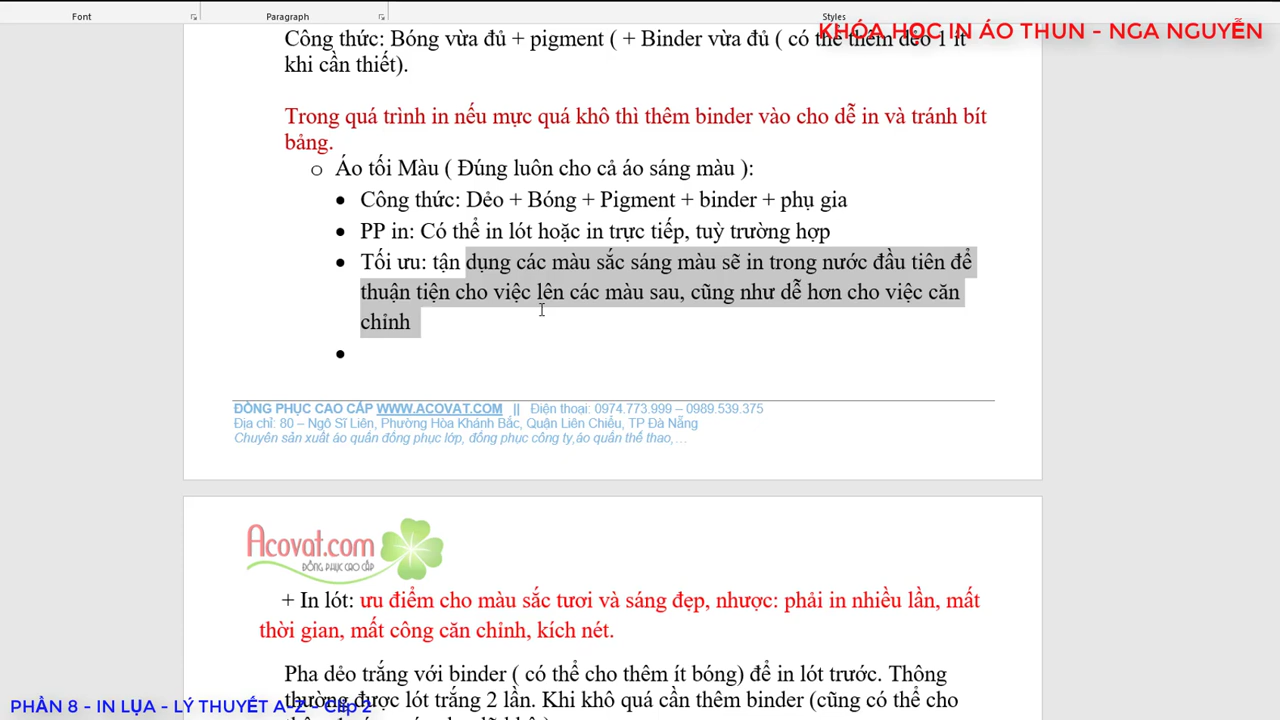 Font
Paragraph
Styles
KHÓA HỌC IN ÁO THUN - NGA NGUYỄN
Công thức: Bóng vừa đủ + pigment ( + Binder vừa đủ ( có thể thêm dẻo 1 ít
khi cần thiết).
Trong quá trình in nếu mực quá khô thì thêm binder vào cho dễ in và tránh bít
bảng.
o Áo tối Màu ( Đúng luôn cho cả áo sáng màu ):
• Công thức: Dẻo + Bóng + Pigment + binder + phụ gia
• PP in: Có thể in lót hoặc in trực tiếp, tuỳ trường hợp
• Tối ưu: tận dụng các màu sắc sáng màu sẽ in trong nước đầu tiên để
thuận tiện cho việc lên các màu sau, cũng như dễ hơn cho việc căn
chỉnh
•
ĐỒNG PHỤC CAO CẤP WWW.ACOVAT.COM || Điện thoại: 0974.773.999 – 0989.539.375
Địa chỉ: 80 – Ngô Sĩ Liên, Phường Hòa Khánh Bắc, Quận Liên Chiểu, TP Đà Nẵng
Chuyên sản xuất áo quần đồng phục lớp, đồng phục công ty,áo quần thể thao,…
Acovat.com
ĐỒNG PHỤC CAO CẤP
+ In lót: ưu điểm cho màu sắc tươi và sáng đẹp, nhược: phải in nhiều lần, mất
thời gian, mất công căn chỉnh, kích nét.
Pha dẻo trắng với binder ( có thể cho thêm ít bóng) để in lót trước. Thông
thường được lót trắng 2 lần. Khi khô quá cần thêm binder (cũng có thể cho
PHẦN 8 - IN LỤA - LÝ THUYẾT A-Z - Clip 2